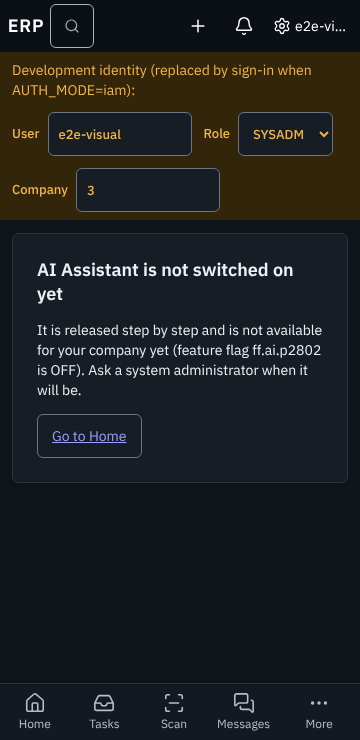 ERP
e2e-vi...
Development identity (replaced by sign-in when
AUTH_MODE=iam):
User e2e-visual Role SYSADM
Company 3
AI Assistant is not switched on
yet
It is released step by step and is not available
for your company yet (feature flag ff.ai.p2802
is OFF). Ask a system administrator when it
will be.
Go to Home
Home Tasks Scan Messages More